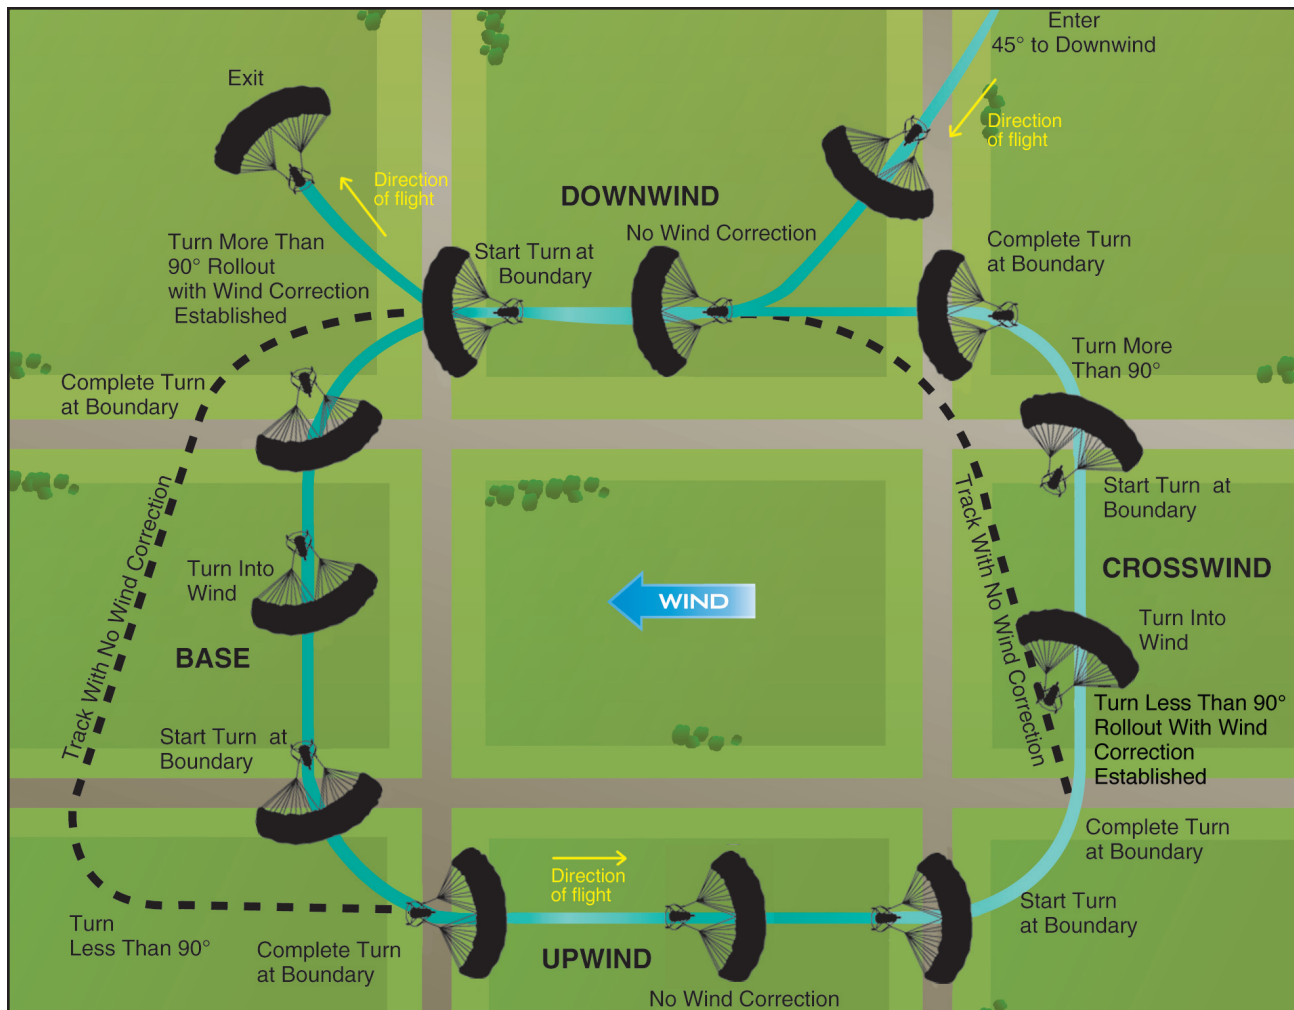 Enter
45° to Downwind
Exit
Direction
of flight
Direction
of flight
DOWNWIND
No Wind Correction
Start Turn at
Boundary
Complete Turn
at Boundary
Turn More Than
90° Rollout
with Wind Correction
Established
Turn More
Than 90°
Complete Turn
at Boundary
Start Turn at
Boundary
Track With No Wind Correction
Track With No Wind Correction
CROSSWIND
Turn Into
Wind
WIND
Turn Into
Wind
BASE
Turn Less Than 90°
Rollout With Wind
Correction
Established
Start Turn at
Boundary
Complete Turn
at Boundary
Direction
of flight
Start Turn
at Boundary
Turn
Less Than 90°
Complete Turn
at Boundary
UPWIND
No Wind Correction